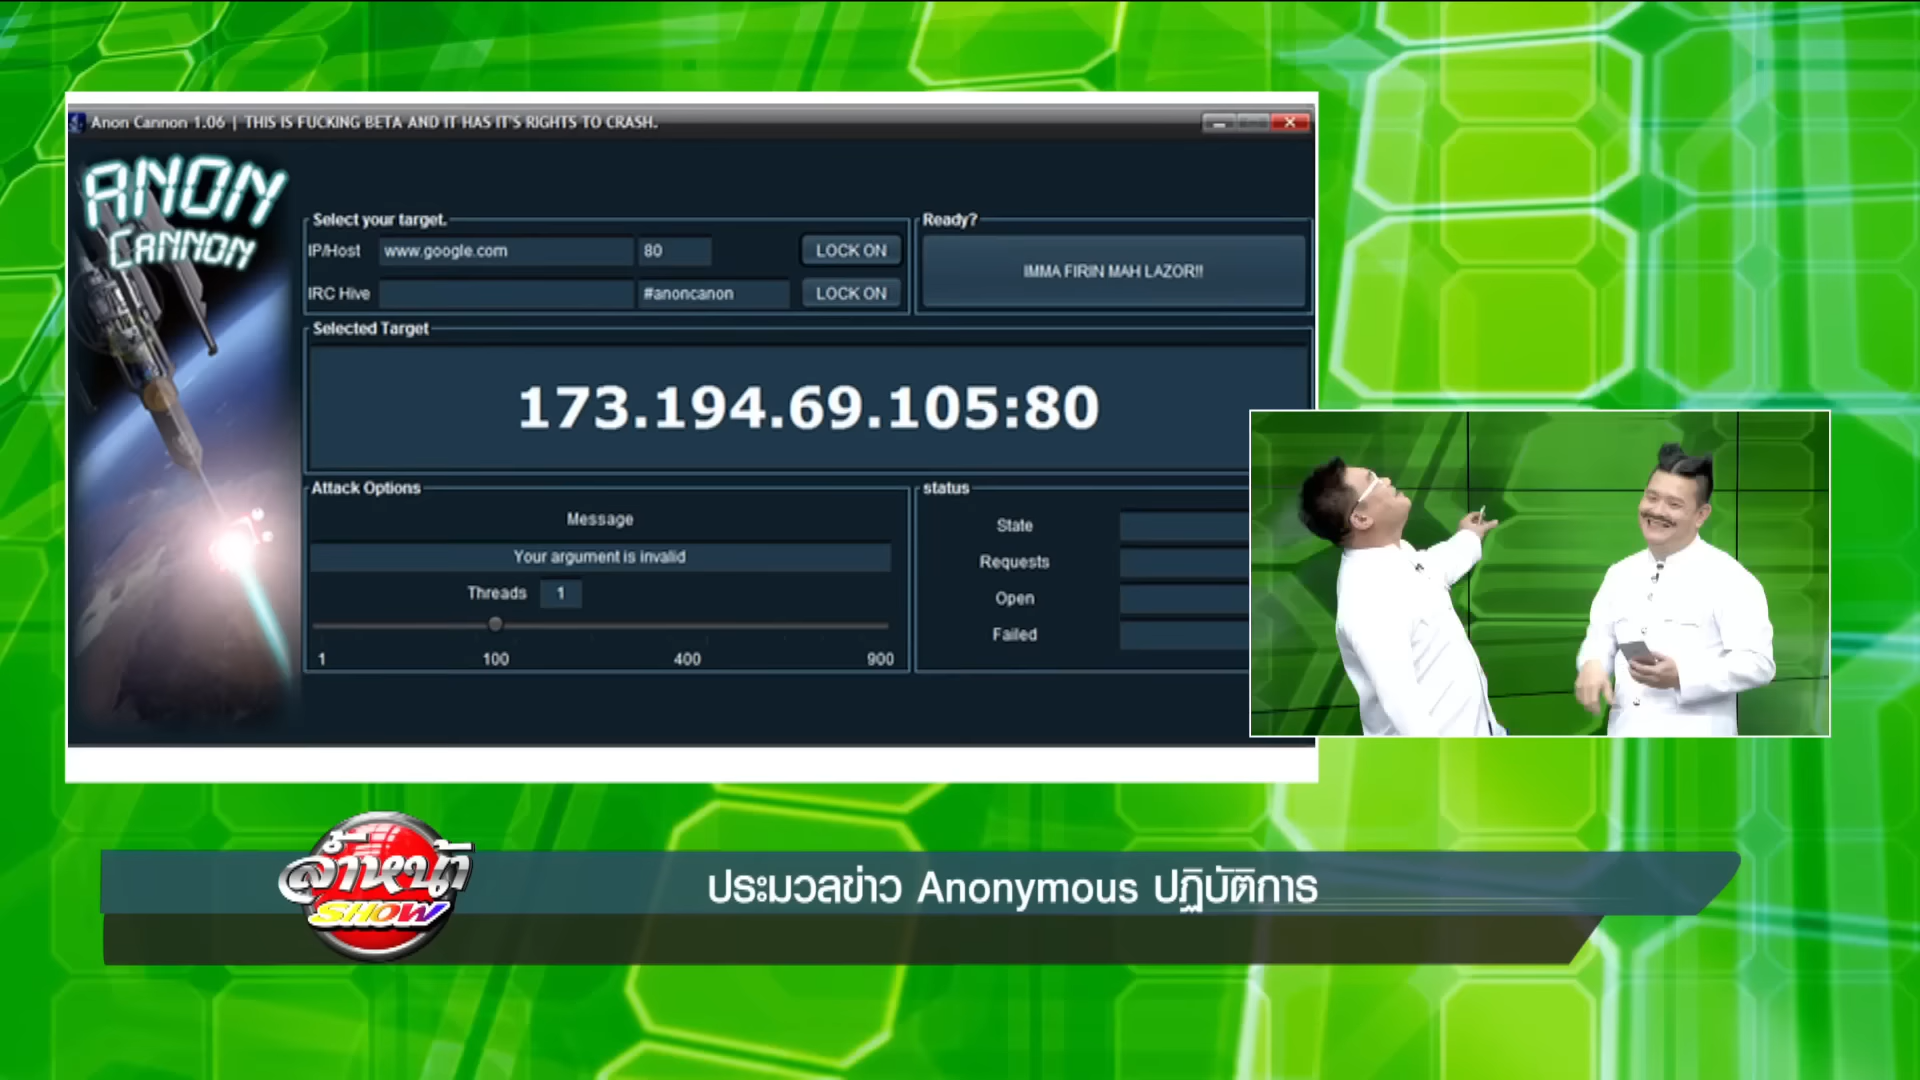 Anon Cannon 1.06 | THIS IS FUCKING BETA AND IT HAS IT'S RIGHTS TO CRASH.
ANON
CANNON
Select your target.
IP/Host www.google.com 80 LOCK ON
IRC Hive #anoncanon LOCK ON
Ready?
IMMA FIRIN MAH LAZOR!!
Selected Target
173.194.69.105:80
Attack Options
Message
Your argument is invalid
Threads 1
1 100 400 900
status
State
Requests
Open
Failed
ล้ำหน้า
SHOW
ประมวลข่าว Anonymous ปฏิบัติการ